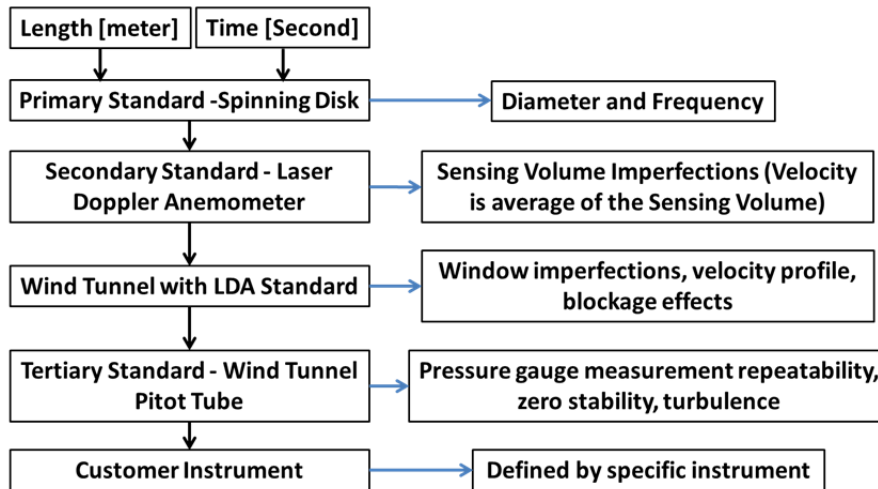 Length [meter]
Time [Second]
Primary Standard -Spinning Disk
Diameter and Frequency
Secondary Standard - Laser
Doppler Anemometer
Sensing Volume Imperfections (Velocity
is average of the Sensing Volume)
Wind Tunnel with LDA Standard
Window imperfections, velocity profile,
blockage effects
Tertiary Standard - Wind Tunnel
Pitot Tube
Pressure gauge measurement repeatability,
zero stability, turbulence
Customer Instrument
Defined by specific instrument